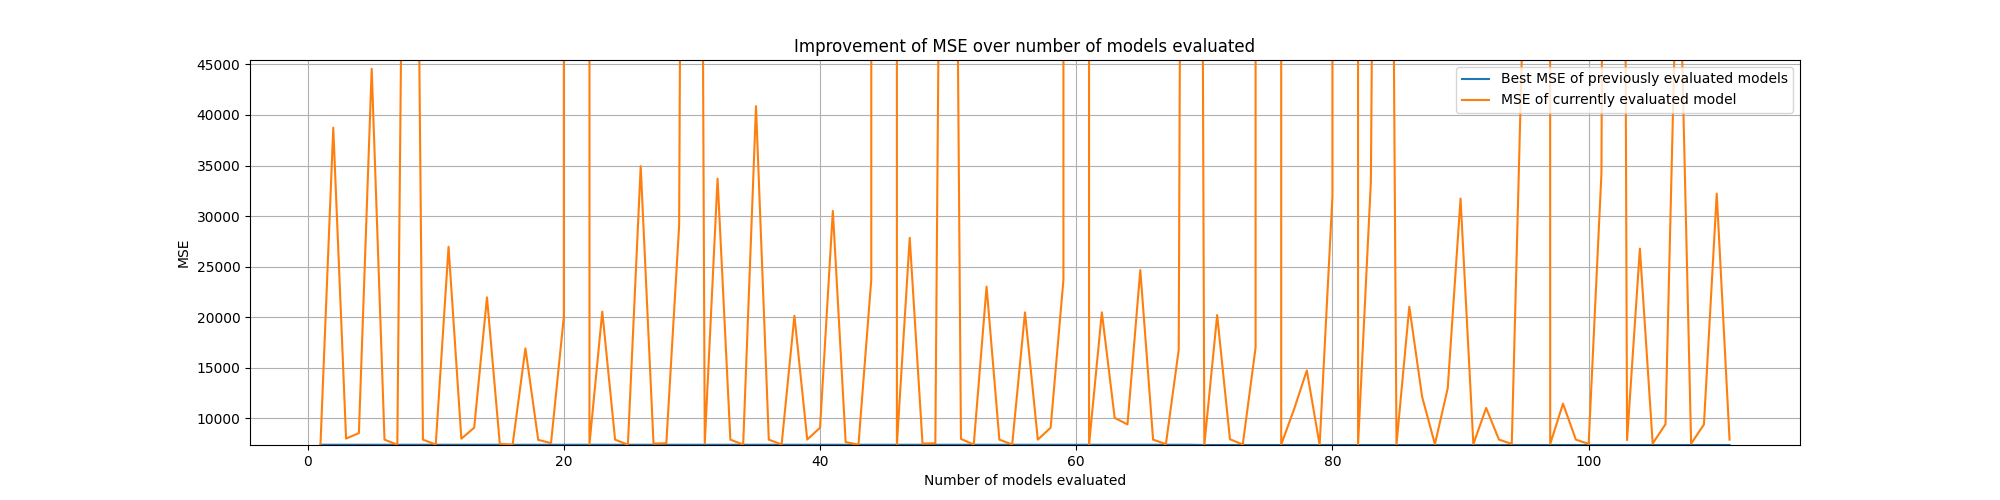 Improvement of MSE over number of models evaluated
45000
40000
35000
30000
25000
20000
15000
10000
MSE
Best MSE of previously evaluated models
MSE of currently evaluated model
0 20 40 60 80 100
Number of models evaluated